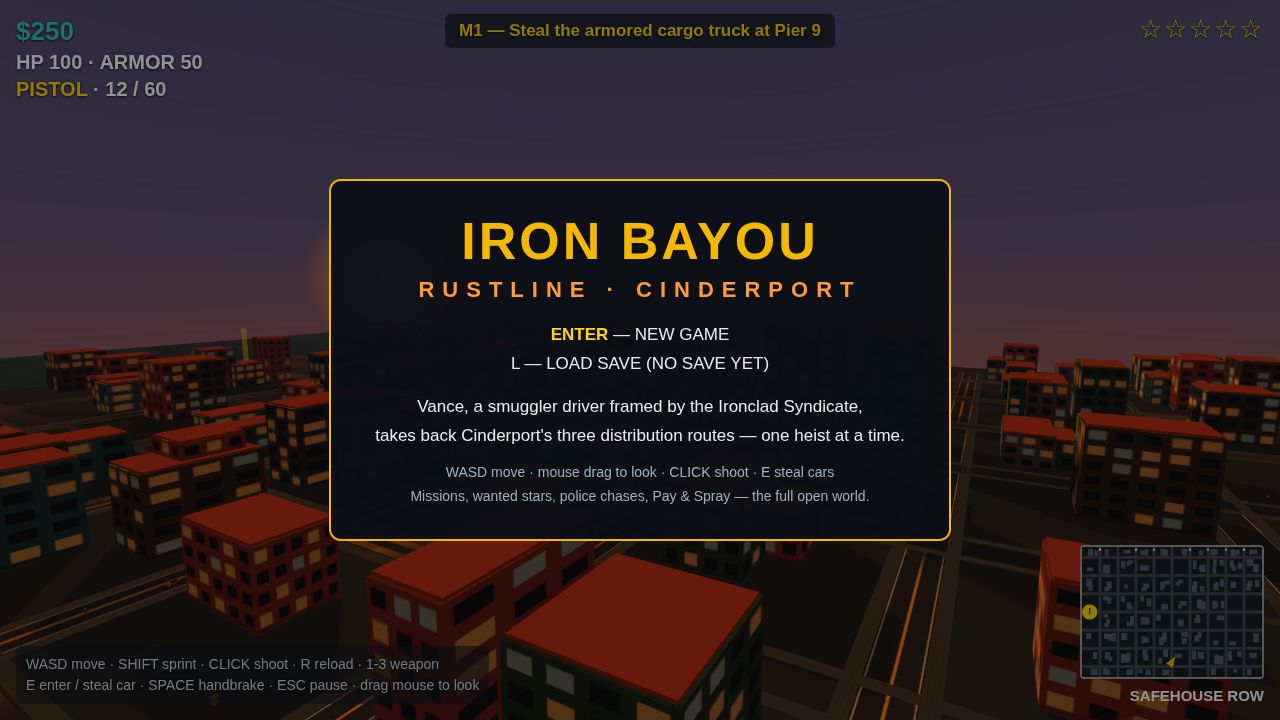 $250
HP 100 · ARMOR 50
PISTOL · 12 / 60
M1 — Steal the armored cargo truck at Pier 9
☆☆☆☆☆
IRON BAYOU
RUSTLINE · CINDERPORT
ENTER — NEW GAME
L — LOAD SAVE (NO SAVE YET)
Vance, a smuggler driver framed by the Ironclad Syndicate,
takes back Cinderport's three distribution routes — one heist at a time.
WASD move · mouse drag to look · CLICK shoot · E steal cars
Missions, wanted stars, police chases, Pay & Spray — the full open world.
WASD move · SHIFT sprint · CLICK shoot · R reload · 1-3 weapon
E enter / steal car · SPACE handbrake · ESC pause · drag mouse to look
SAFEHOUSE ROW